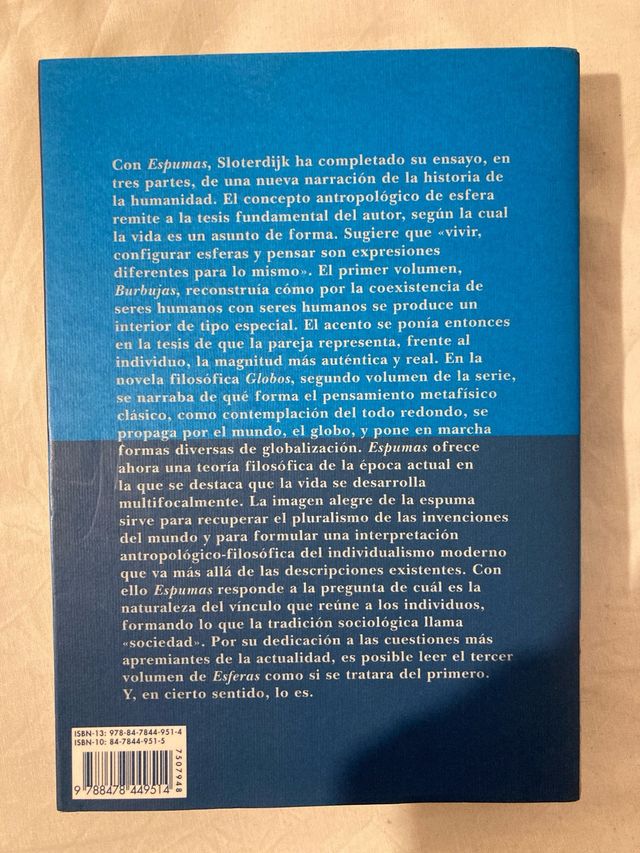 Con Espumas, Sloterdijk ha completado su ensayo, en
tres partes, de una nueva narración de la historia de
la humanidad. El concepto antropológico de esfera
remite a la tesis fundamental del autor, según la cual
la vida es un asunto de forma. Sugiere que «vivir,
configurar esferas y pensar son expresiones
diferentes para lo mismo». El primer volumen,
Burbujas, reconstruía cómo por la coexistencia de
seres humanos con seres humanos se produce un
interior de tipo especial. El acento se ponía entonces
en la tesis de que la pareja representa, frente al
individuo, la magnitud más auténtica y real. En la
novela filosófica Globos, segundo volumen de la serie,
se narraba de qué forma el pensamiento metafísico
clásico, como contemplación del todo redondo, se
propaga por el mundo, el globo, y pone en marcha
formas diversas de globalización. Espumas ofrece
ahora una teoría filosófica de la época actual en
la que se destaca que la vida se desarrolla
multifocalmente. La imagen alegre de la espuma
sirve para recuperar el pluralismo de las invenciones
del mundo y para formular una interpretación
antropológico-filosófica del individualismo moderno
que va más allá de las descripciones existentes. Con
ello Espumas responde a la pregunta de cuál es la
naturaleza del vínculo que reúne a los individuos,
formando lo que la tradición sociológica llama
«sociedad». Por su dedicación a las cuestiones más
apremiantes de la actualidad, es posible leer el tercer
volumen de Esferas como si se tratara del primero.
Y, en cierto sentido, lo es.
ISBN-13: 978-84-7844-951-4
ISBN-10: 84-7844-951-5
7507948
9 788478 449514